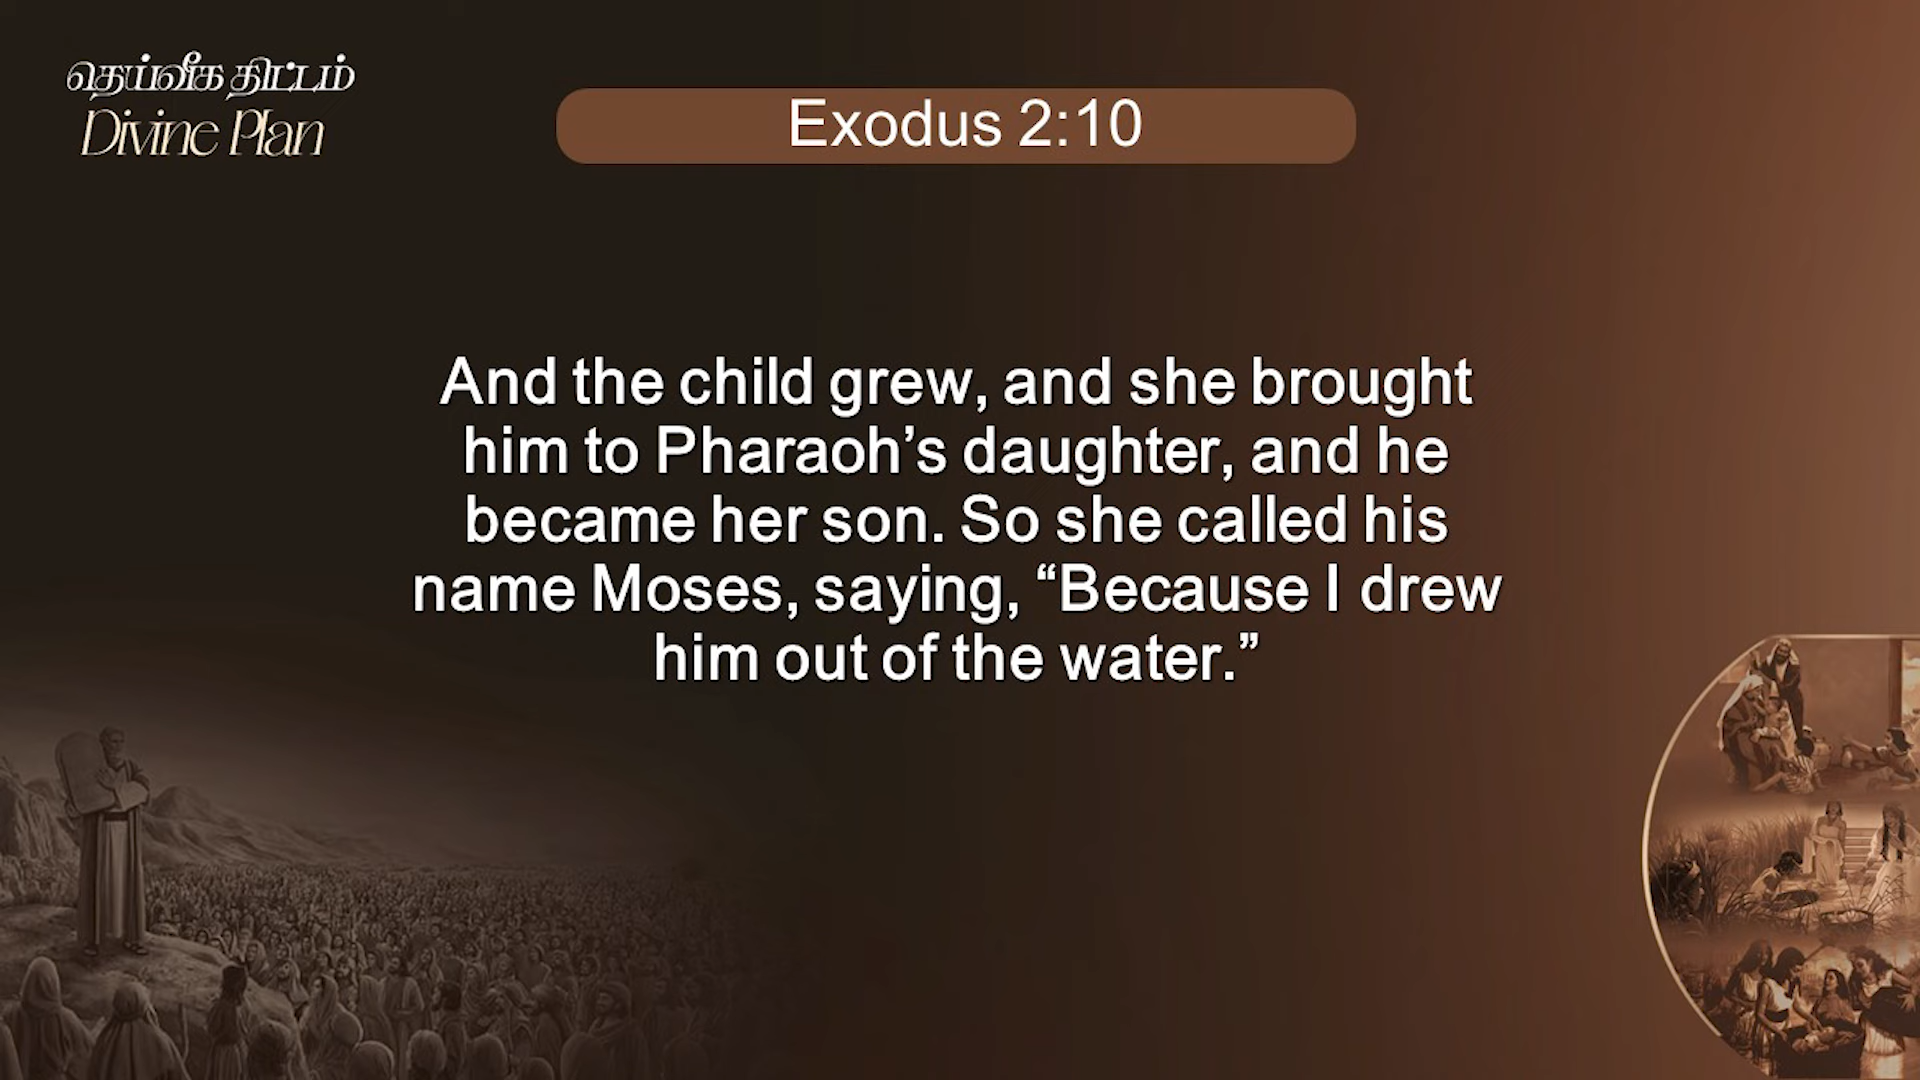 தெய்வீக திட்டம்
Divine Plan
Exodus 2:10
And the child grew, and she brought
him to Pharaoh’s daughter, and he
became her son. So she called his
name Moses, saying, “Because I drew
him out of the water.”